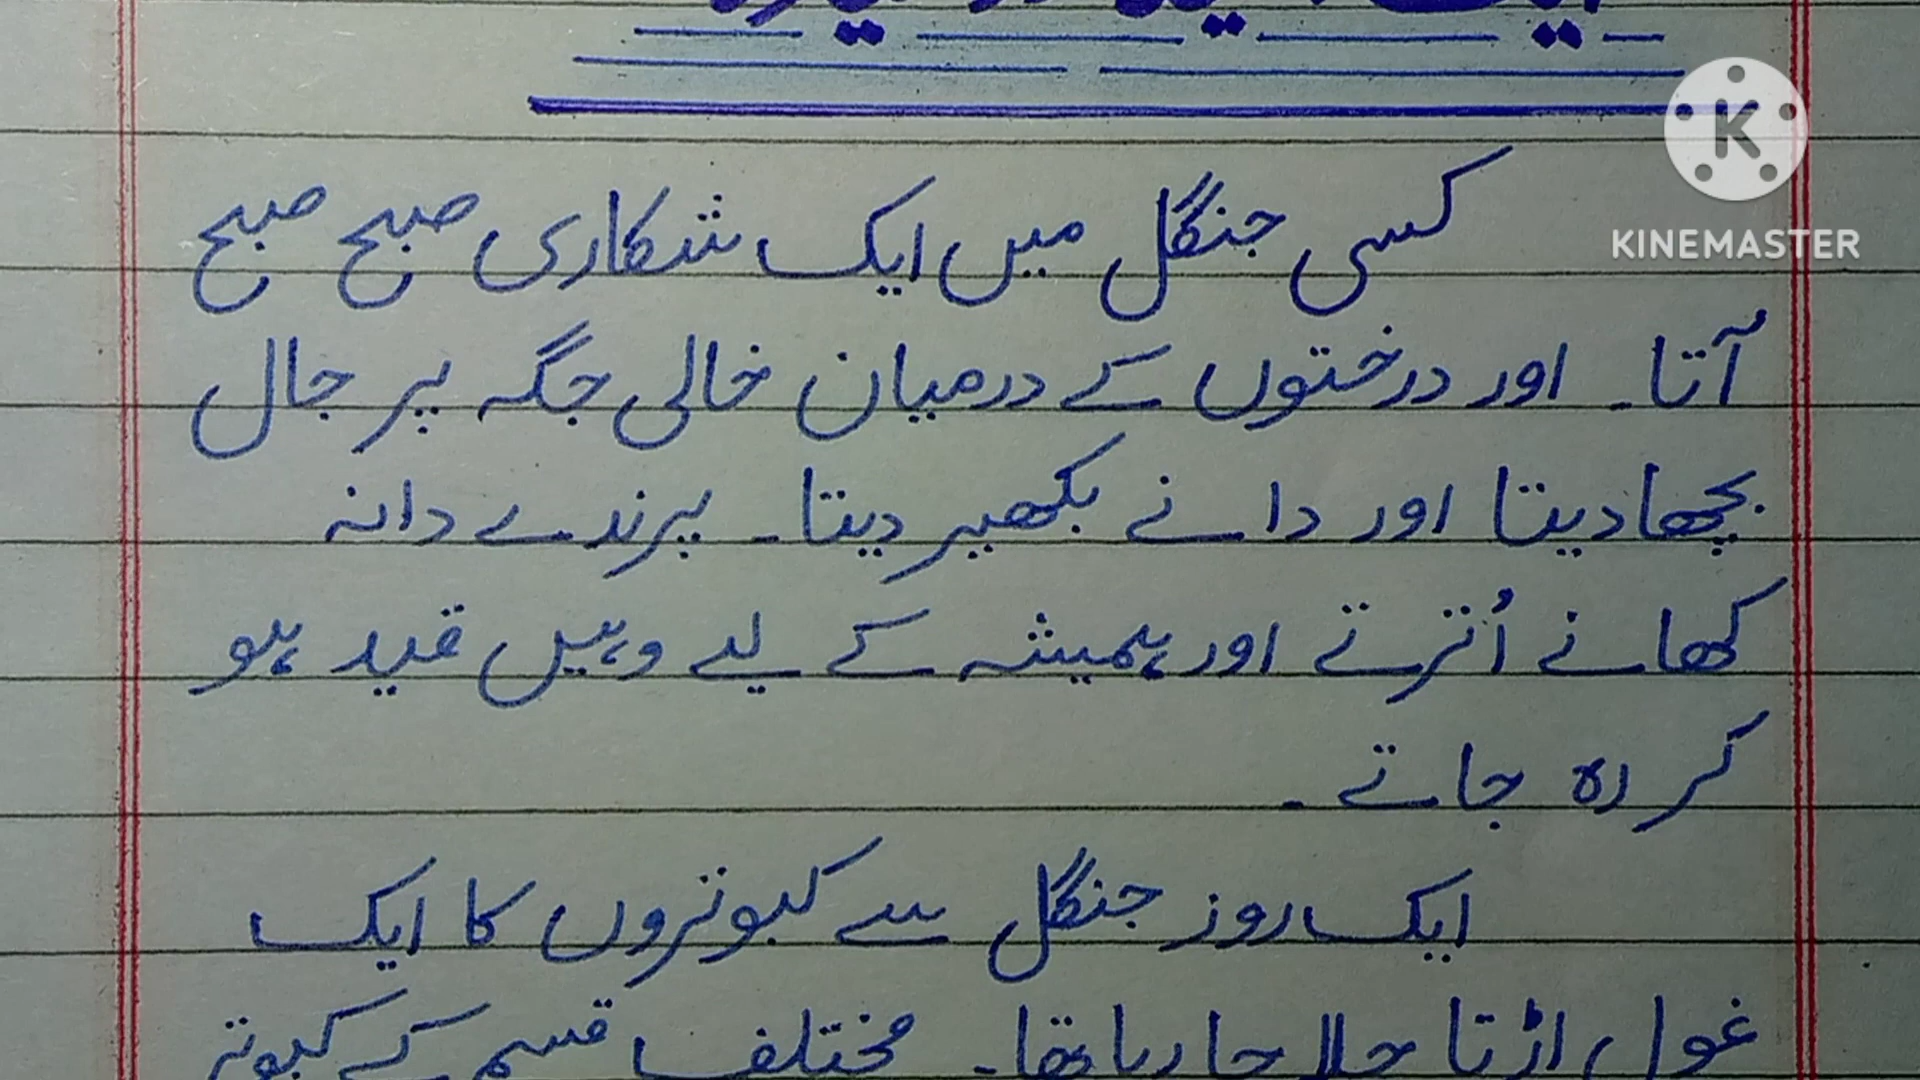 کسی جنگل میں ایک شکاری صبح صبح
آتا۔ اور درختوں کے درمیان خالی جگہ پر جال
بچھا دیتا اور دانے بکھیر دیتا۔ پرندے دانہ
کھانے اُترتے اور ہمیشہ کے لیے وہیں قید ہو
کر رہ جاتے۔
ایک روز جنگل سے کبوتروں کا ایک
غول اڑتا چلا جا رہا تھا۔ مختلف قسم کے کبوتر
KINEMASTER